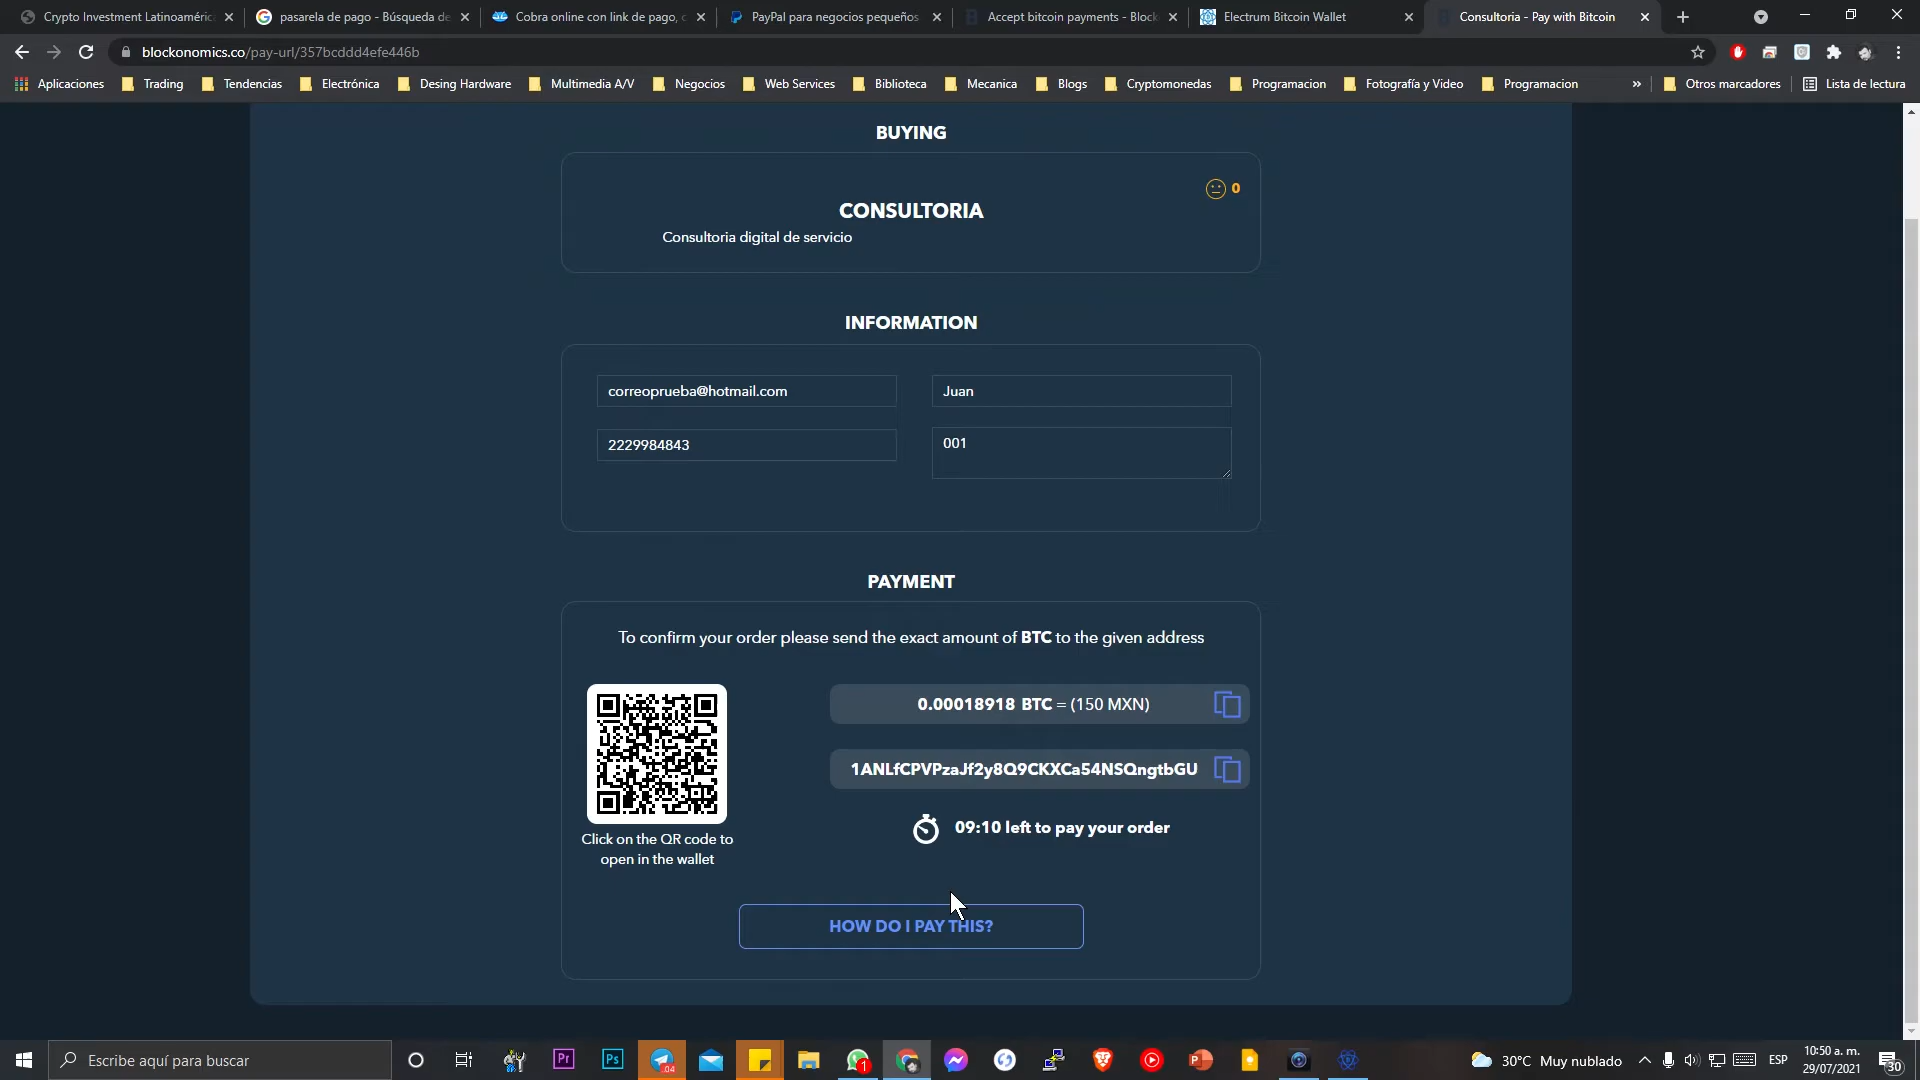 Crypto Investment Latinoaméric
pasarela de pago - Búsqueda de
Cobra online con link de pago, c
PayPal para negocios pequeños
Accept bitcoin payments - Block
Electrum Bitcoin Wallet
Consultoria - Pay with Bitcoin
blockonomics.co/pay-url/357bcddd4efe446b
Aplicaciones
Trading
Tendencias
Electrónica
Desing Hardware
Multimedia A/V
Negocios
Web Services
Biblioteca
Mecanica
Blogs
Cryptomonedas
Programacion
Fotografía y Video
Programacion
»
Otros marcadores
Lista de lectura
BUYING
0
CONSULTORIA
Consultoria digital de servicio
INFORMATION
correoprueba@hotmail.com
Juan
2229984843
001
PAYMENT
To confirm your order please send the exact amount of BTC to the given address
0.00018918 BTC = (150 MXN)
1ANLfCPVPzaJf2y8Q9CKXCa54NSQngtbGU
09:10 left to pay your order
Click on the QR code to
open in the wallet
HOW DO I PAY THIS?
Escribe aquí para buscar
Pr
Ps
.04
1
P
30°C Muy nublado
ESP
10:50 a. m.
29/07/2021
30